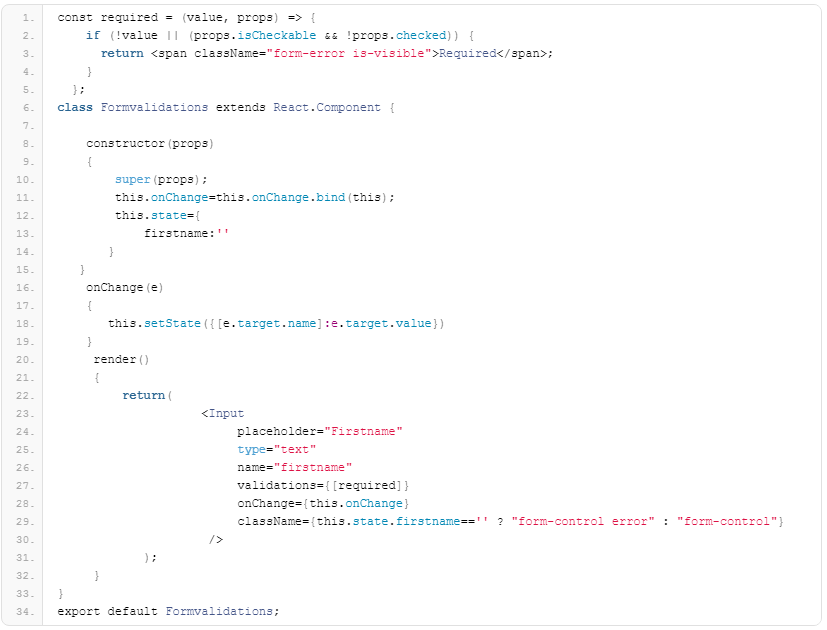 1. const required = (value, props) => {
2.     if (!value || (props.isCheckable && !props.checked)) {
3.       return <span className="form-error is-visible">Required</span>;
4.     }
5.   };
6. class Formvalidations extends React.Component {
7.
8.     constructor(props)
9.     {
10.         super(props);
11.         this.onChange=this.onChange.bind(this);
12.         this.state={
13.             firstname:''
14.        }
15.    }
16.     onChange(e)
17.     {
18.        this.setState({[e.target.name]:e.target.value})
19.     }
20.      render()
21.      {
22.          return(
23.                     <Input
24.                          placeholder="Firstname"
25.                          type="text"
26.                          name="firstname"
27.                          validations={[required]}
28.                          onChange={this.onChange}
29.                          className={this.state.firstname=='' ? "form-control error" : "form-control"}
30.                      />
31.             );
32.      }
33. }
34. export default Formvalidations;